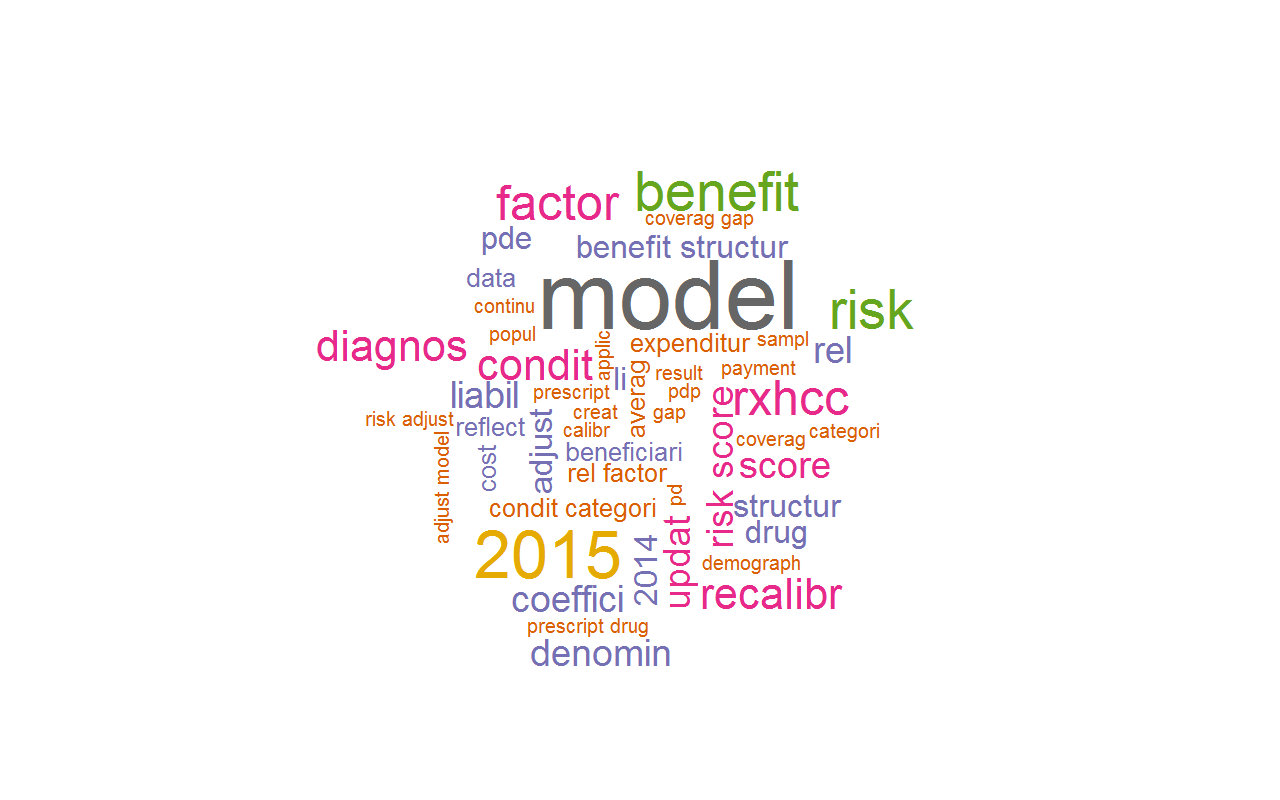 benefit
factor
coverag gap
pde
benefit structur
data
model
continu
risk
popul
diagnos
condit
applic
expenditur
sampl
rel
li
result
payment
liabil
prescript
averag
pdp
rxhcc
risk adjust
reflect
creat
calibr
gap
risk score
coverag
categori
adjust model
cost
adjust
beneficiari
rel factor
score
condit categori
pd
structur
drug
2015
2014
updat
demograph
coeffici
recalibr
prescript drug
denomin